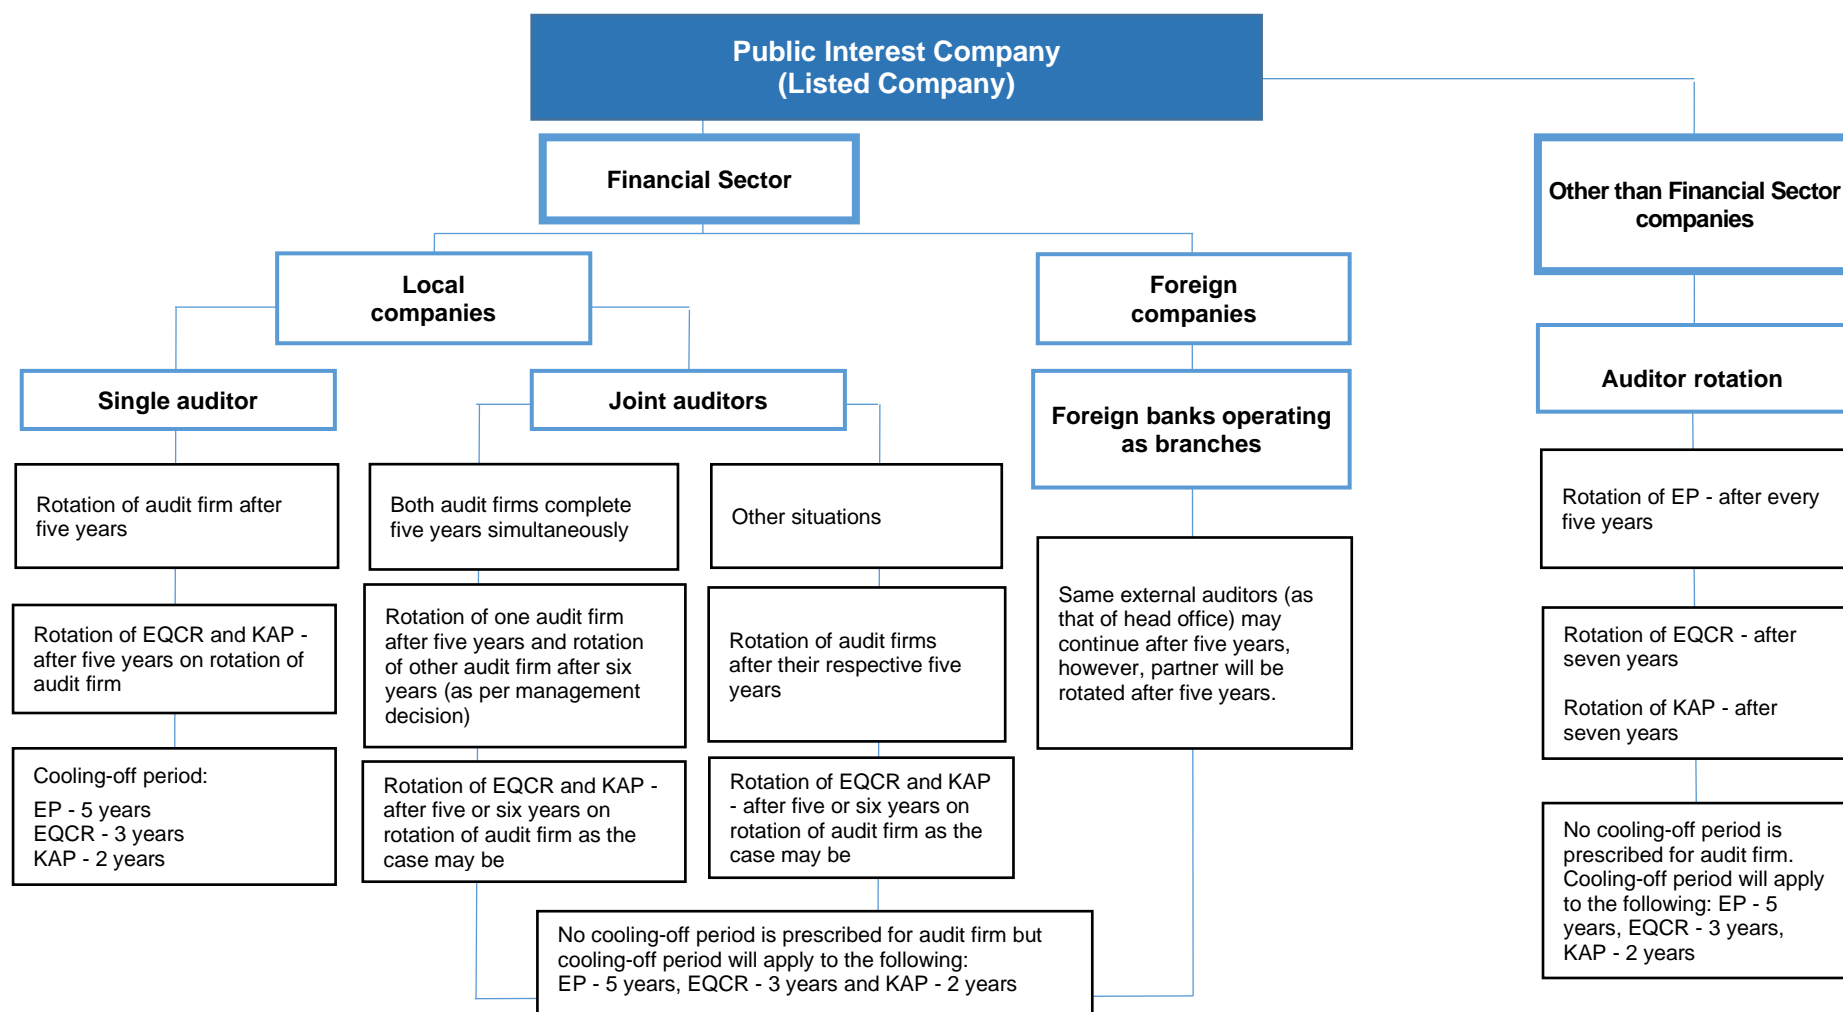 Public Interest Company
(Listed Company)
Financial Sector
Other than Financial Sector
companies
Local
companies
Foreign
companies
Auditor rotation
Single auditor
Joint auditors
Foreign banks operating
as branches
Rotation of audit firm after
five years
Both audit firms complete
five years simultaneously
Other situations
Rotation of EP - after every
five years
Same external auditors (as
that of head office) may
continue after five years,
however, partner will be
rotated after five years.
Rotation of EQCR and KAP -
after five years on rotation of
audit firm
Rotation of one audit firm
after five years and rotation
of other audit firm after six
years (as per management
decision)
Rotation of audit firms
after their respective five
years
Rotation of EQCR - after
seven years
Rotation of KAP - after
seven years
Cooling-off period:
EP - 5 years
EQCR - 3 years
KAP - 2 years
Rotation of EQCR and KAP -
after five or six years on
rotation of audit firm as the
case may be
Rotation of EQCR and KAP
- after five or six years on
rotation of audit firm as the
case may be
No cooling-off period is
prescribed for audit firm.
Cooling-off period will apply
to the following: EP - 5
years, EQCR - 3 years,
KAP - 2 years
No cooling-off period is prescribed for audit firm but
cooling-off period will apply to the following:
EP - 5 years, EQCR - 3 years and KAP - 2 years